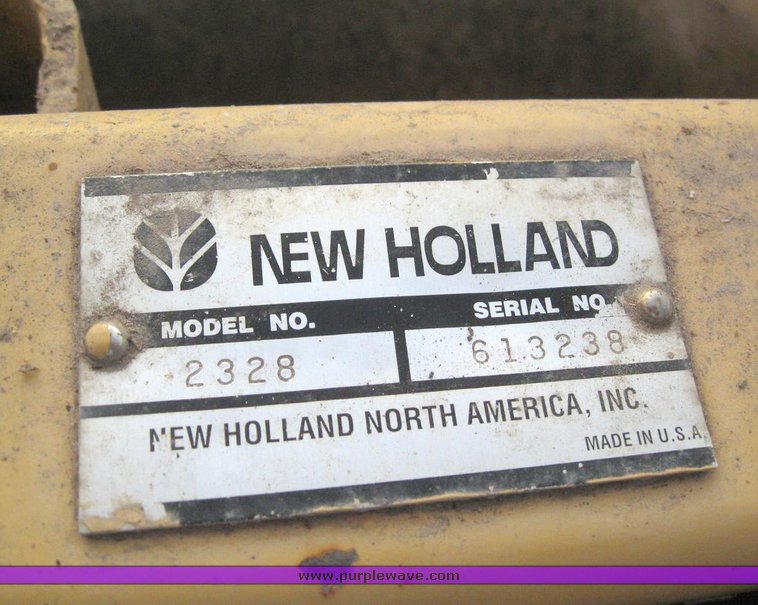 NEW HOLLAND
MODEL NO. SERIAL NO.
2328 613238
NEW HOLLAND NORTH AMERICA, INC.
MADE IN U.S.A.
www.purplewave.com